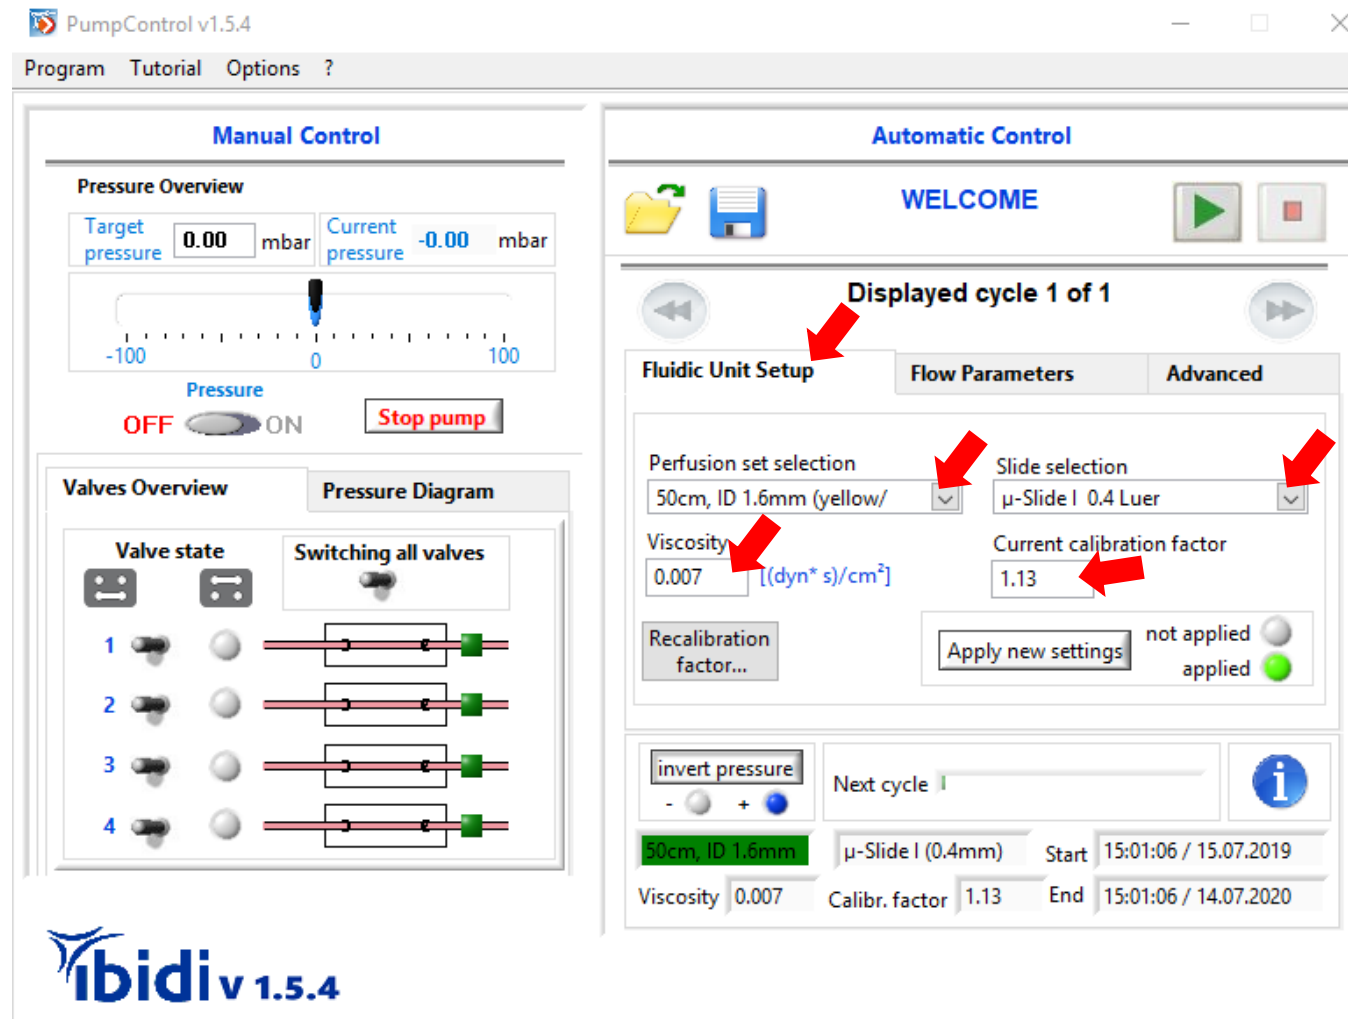 PumpControl v1.5.4
Program Tutorial Options ?
Manual Control
Pressure Overview
Target pressure 0.00 mbar
Current pressure -0.00 mbar
-100 0 100
Pressure
OFF ON
Stop pump
Valves Overview Pressure Diagram
Valve state Switching all valves
1
2
3
4
ibidi v 1.5.4
Automatic Control
WELCOME
Displayed cycle 1 of 1
Fluidic Unit Setup Flow Parameters Advanced
Perfusion set selection
50cm, ID 1.6mm (yellow/
Slide selection
µ-Slide I 0.4 Luer
Viscosity
0.007 [(dyn* s)/cm²]
Current calibration factor
1.13
Recalibration
factor...
Apply new settings
not applied
applied
invert pressure
- +
Next cycle
i
50cm, ID 1.6mm µ-Slide I (0.4mm) Start 15:01:06 / 15.07.2019
Viscosity 0.007 Calibr. factor 1.13 End 15:01:06 / 14.07.2020